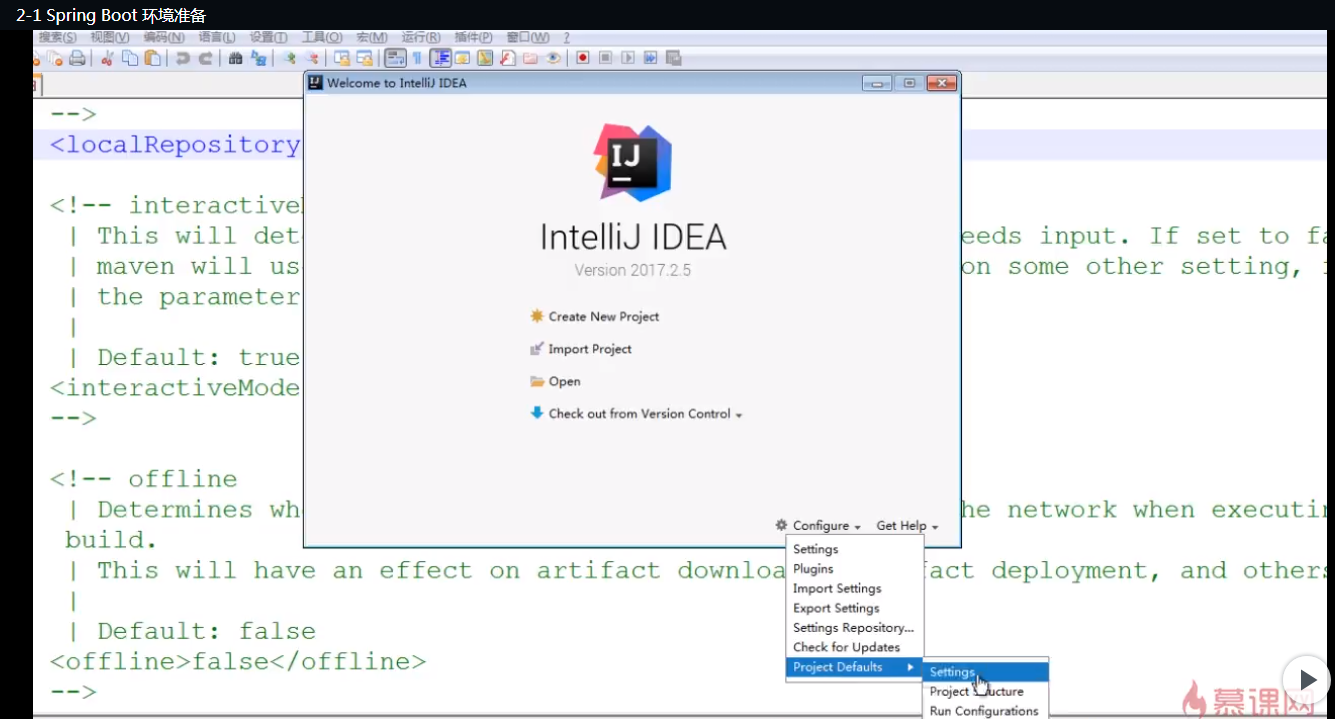 2-1 Spring Boot 环境准备
搜索(S) 视图(V) 编码(N) 语言(L) 设置(T) 工具(O) 宏(M) 运行(R) 插件(P) 窗口(W) ?
Welcome to IntelliJ IDEA
-->
<localRepository
IJ
<!-- interactive
IntelliJ IDEA
| This will det
eeds input. If set to fa
Version 2017.2.5
| maven will us
on some other setting,
| the parameter
Create New Project
|
Import Project
| Default: true
<interactiveMode
Open
-->
Check out from Version Control
<!-- offline
| Determines wh
he network when executin
Configure
Get Help
build.
Settings
| This will have an effect on artifact downloa
fact deployment, and others
Plugins
|
Import Settings
Export Settings
| Default: false
Settings Repository...
Check for Updates
<offline>false</offline>
Project Defaults
Settings
-->
Project Structure
Run Configurations
慕课网